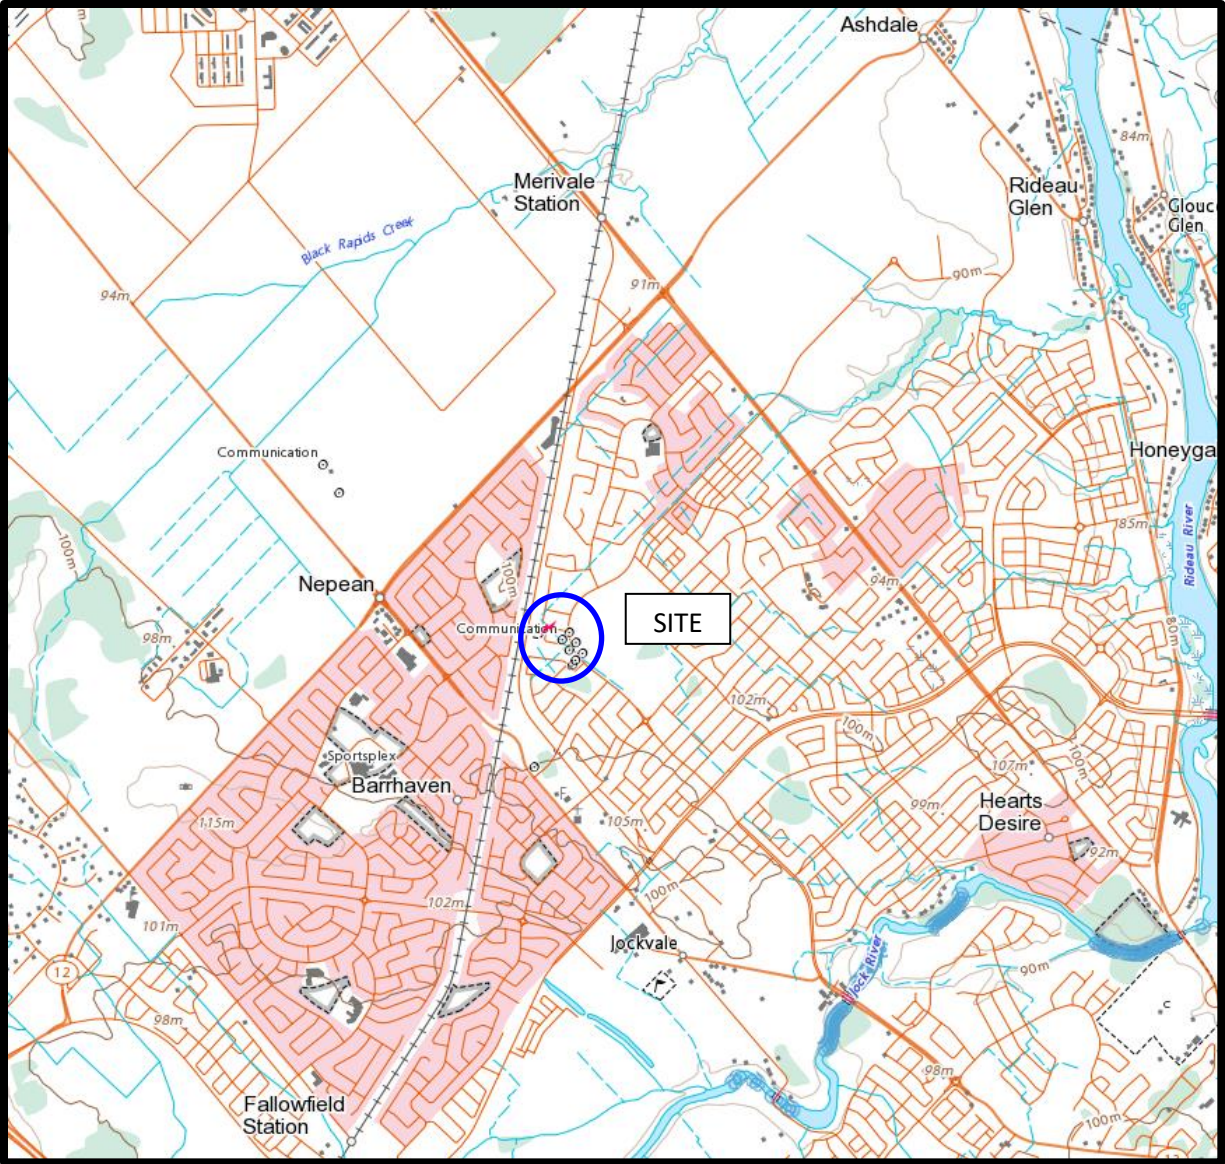 Ashdale
84m
Merivale
Station
Rideau
Glen
Glouc
Glen
Black Rapids Creek
90m
91m
94m
Communication
Honeyga
85m
Rideau River
100m
Nepean
100m
94m
98m
Communication
SITE
80m
102m
100m
100m
Sportsplex
107m
Barrhaven
Hearts
Desire
99m
115m
105m
92m
100m
102m
101m
Jockvale
Jock River
90m
12
C
98m
98m
Fallowfield
Station
100m
12